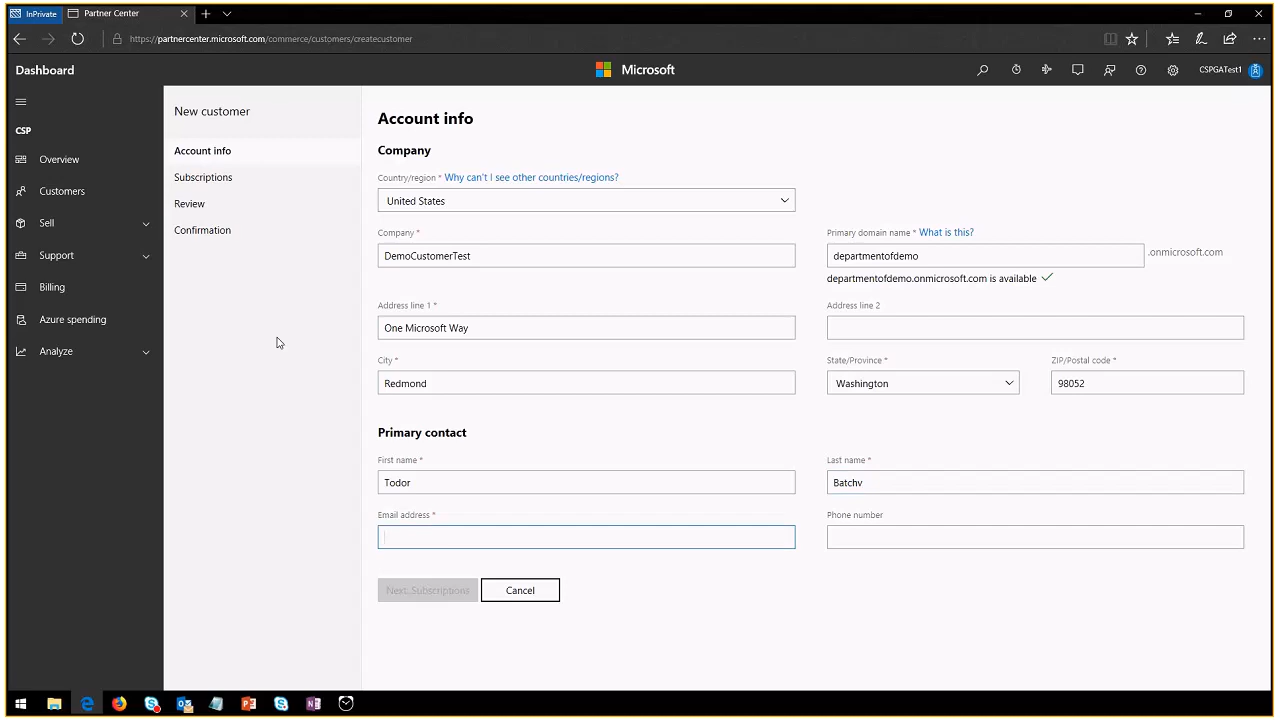 InPrivate
Partner Center
https://partnercenter.microsoft.com/commerce/customers/createcustomer
Dashboard
Microsoft
CSPGATest1
CSP
Overview
Customers
Sell
Support
Billing
Azure spending
Analyze
New customer
Account info
Subscriptions
Review
Confirmation
Account info
Company
Country/region * Why can't I see other countries/regions?
United States
Company *
DemoCustomerTest
Primary domain name * What is this?
departmentofdemo
.onmicrosoft.com
departmentofdemo.onmicrosoft.com is available
Address line 1 *
One Microsoft Way
Address line 2
City *
Redmond
State/Province *
Washington
ZIP/Postal code *
98052
Primary contact
First name *
Todor
Last name *
Batchv
Email address *
Phone number
Next: Subscriptions
Cancel